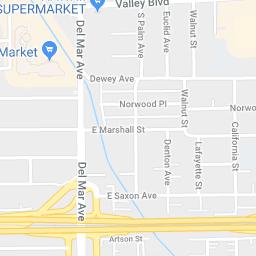 Valley Blvd
SUPERMARKET
Market
Del Mar Ave
S Palm Ave
Euclid Ave
Walnut St
Dewey Ave
Norwood Pl
Walnut St
Norwoo
E Marshall St
California St
Del Mar Ave
Denton Ave
Lafayette St
E Saxon Ave
Artson St